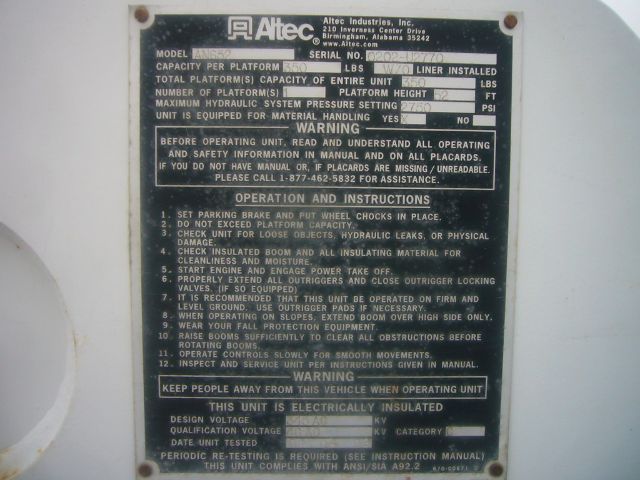 Altec
Altec Industries, Inc.
210 Inverness Center Drive
Birmingham, Alabama 35242
www.Altec.com
MODEL AN652 SERIAL NO. 0202-U2770
CAPACITY PER PLATFORM 350 LBS W/O LINER INSTALLED
TOTAL PLATFORM(S) CAPACITY OF ENTIRE UNIT 350 LBS
NUMBER OF PLATFORM(S) 1 PLATFORM HEIGHT 52 FT
MAXIMUM HYDRAULIC SYSTEM PRESSURE SETTING PSI
UNIT IS EQUIPPED FOR MATERIAL HANDLING YES X NO
WARNING
BEFORE OPERATING UNIT, READ AND UNDERSTAND ALL OPERATING
AND SAFETY INFORMATION IN MANUAL AND ON ALL PLACARDS.
IF YOU DO NOT HAVE MANUAL OR, IF PLACARDS ARE MISSING/UNREADABLE.
PLEASE CALL 1-877-462-5832 FOR ASSISTANCE.
OPERATION AND INSTRUCTIONS
1. SET PARKING BRAKE AND PUT WHEEL CHOCKS IN PLACE.
2. DO NOT EXCEED PLATFORM CAPACITY.
3. CHECK UNIT FOR LOOSE OBJECTS, HYDRAULIC LEAKS, OR PHYSICAL
DAMAGE.
4. CHECK INSULATED BOOM AND ALL INSULATING MATERIAL FOR
CLEANLINESS AND MOISTURE.
5. START ENGINE AND ENGAGE POWER TAKE OFF.
6. PROPERLY EXTEND ALL OUTRIGGERS AND CLOSE OUTRIGGER LOCKING
VALVES. (IF SO EQUIPPED)
7. IT IS RECOMMENDED THAT THIS UNIT BE OPERATED ON FIRM AND
LEVEL GROUND. USE OUTRIGGER PADS IF NECESSARY.
8. WHEN OPERATING ON SLOPES, EXTEND BOOM OVER HIGH SIDE ONLY.
9. WEAR YOUR FALL PROTECTION EQUIPMENT.
10. RAISE BOOMS SUFFICIENTLY TO CLEAR ALL OBSTRUCTIONS BEFORE
ROTATING BOOMS.
11. OPERATE CONTROLS SLOWLY FOR SMOOTH MOVEMENTS.
12. INSPECT AND SERVICE UNIT PER INSTRUCTIONS GIVEN IN MANUAL.
WARNING
KEEP PEOPLE AWAY FROM THIS VEHICLE WHEN OPERATING UNIT
THIS UNIT IS ELECTRICALLY INSULATED
DESIGN VOLTAGE KV
QUALIFICATION VOLTAGE KV CATEGORY C
DATE UNIT TESTED
PERIODIC RE-TESTING IS REQUIRED (SEE INSTRUCTION MANUAL)
THIS UNIT COMPLIES WITH ANSI/SIA A92.2